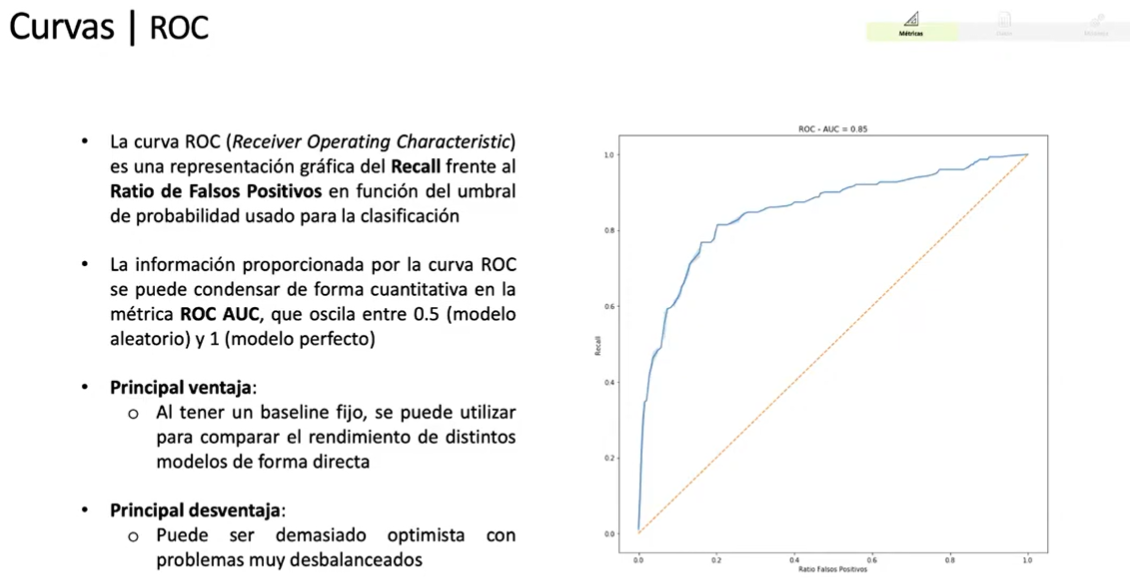 Curvas | ROC
Métricas
• La curva ROC (Receiver Operating Characteristic)
es una representación gráfica del Recall frente al
Ratio de Falsos Positivos en función del umbral
de probabilidad usado para la clasificación
• La información proporcionada por la curva ROC
se puede condensar de forma cuantitativa en la
métrica ROC AUC, que oscila entre 0.5 (modelo
aleatorio) y 1 (modelo perfecto)
• Principal ventaja:
o Al tener un baseline fijo, se puede utilizar
para comparar el rendimiento de distintos
modelos de forma directa
• Principal desventaja:
o Puede ser demasiado optimista con
problemas muy desbalanceados
ROC - AUC = 0.85
1.0
0.8
0.6
0.4
0.2
0.0
Recall
0.0 0.2 0.4 0.6 0.8 1.0
Ratio Falsos Positivos